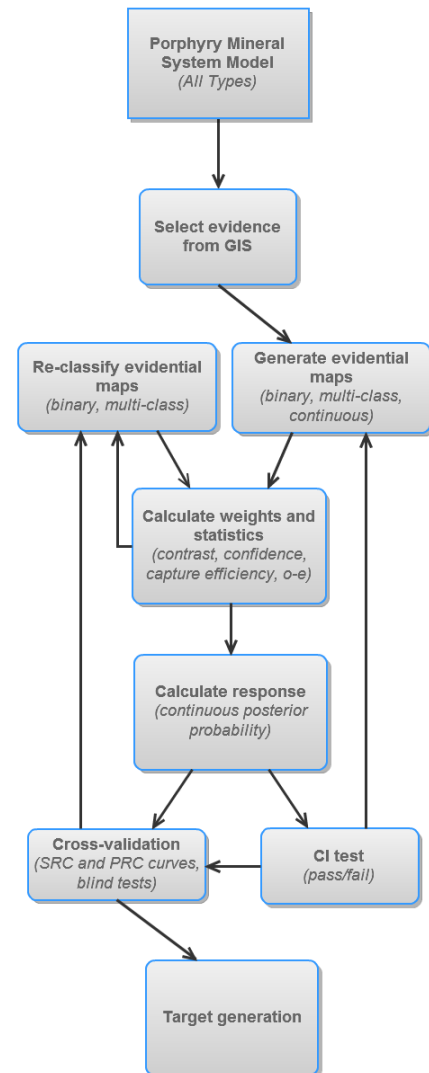 Porphyry Mineral
System Model
(All Types)
Select evidence
from GIS
Re-classify evidential
maps
(binary, multi-class)
Generate evidential
maps
(binary, multi-class,
continuous)
Calculate weights and
statistics
(contrast, confidence,
capture efficiency, o-e)
Calculate response
(continuous posterior
probability)
Cross-validation
(SRC and PRC curves,
blind tests)
CI test
(pass/fail)
Target generation